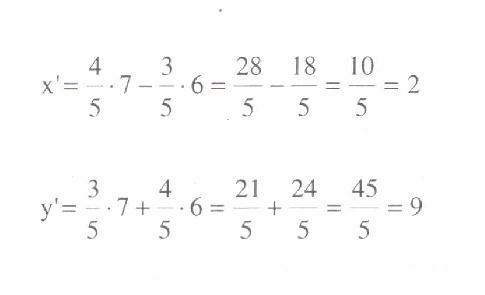 x'= 4/5 · 7 − 3/5 · 6 = 28/5 − 18/5 = 10/5 = 2
y'= 3/5 · 7 + 4/5 · 6 = 21/5 + 24/5 = 45/5 = 9